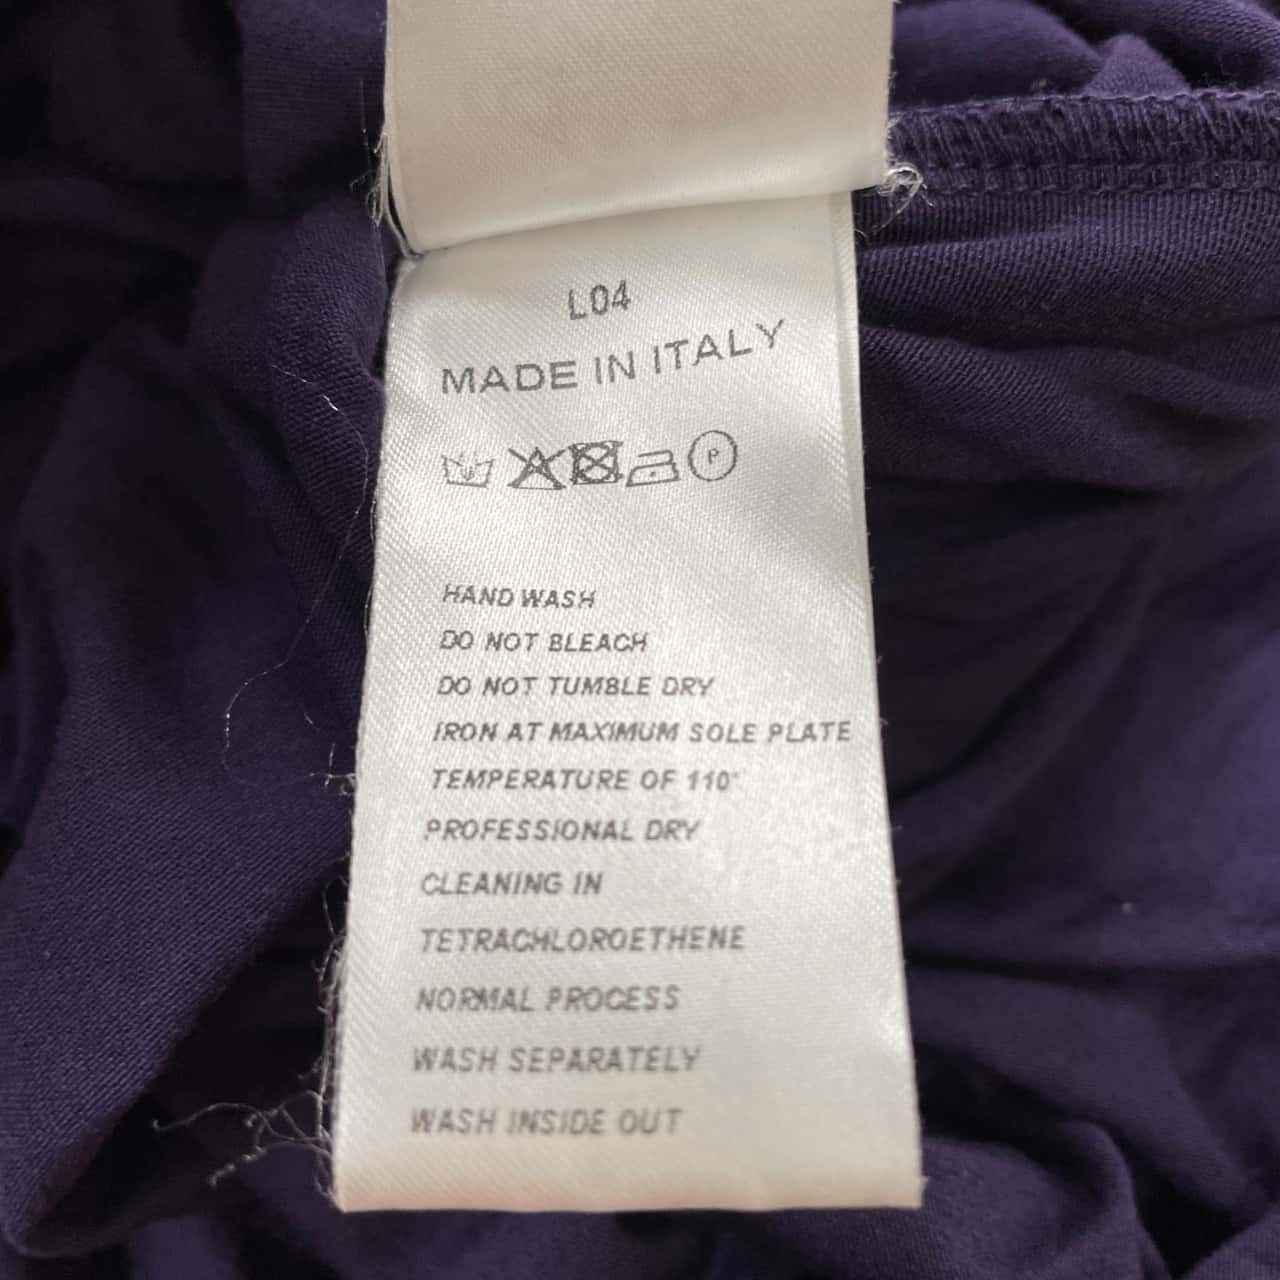 L04
MADE IN ITALY
P
HAND WASH
DO NOT BLEACH
DO NOT TUMBLE DRY
IRON AT MAXIMUM SOLE PLATE
TEMPERATURE OF 110°
PROFESSIONAL DRY
CLEANING IN
TETRACHLOROETHENE
NORMAL PROCESS
WASH SEPARATELY
WASH INSIDE OUT